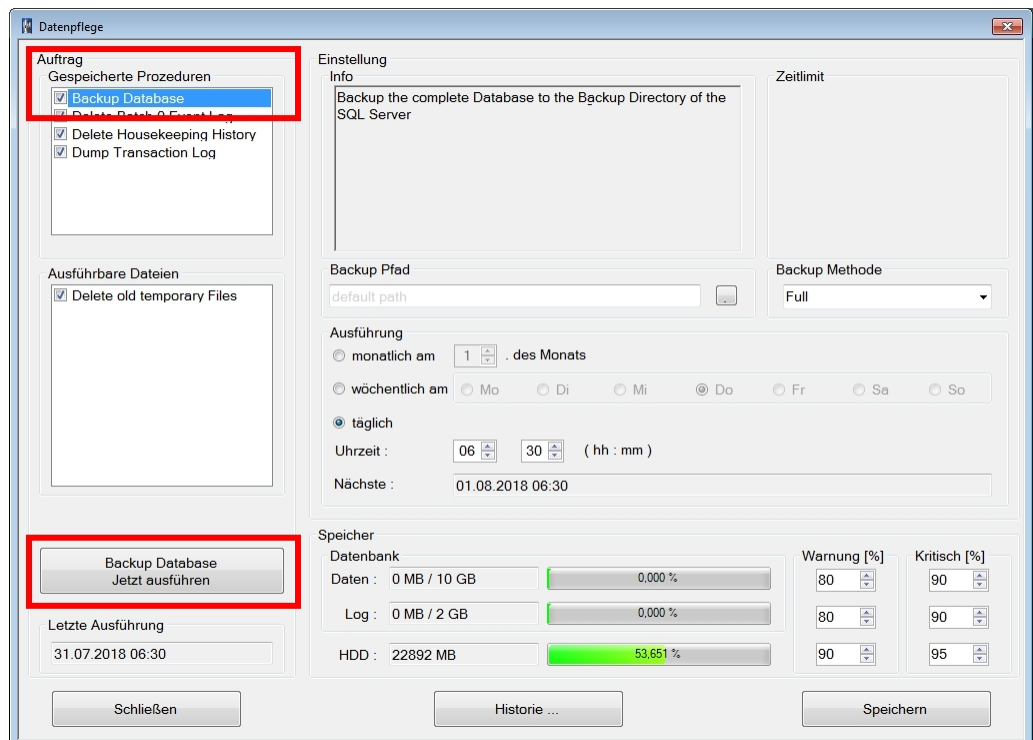 Datenpflege
Auftrag
Gespeicherte Prozeduren
Backup Database
Delete Batch 0 Event Log
Delete Housekeeping History
Dump Transaction Log
Ausführbare Dateien
Delete old temporary Files
Backup Database
Jetzt ausführen
Letzte Ausführung
31.07.2018 06:30
Schließen
Einstellung
Info
Backup the complete Database to the Backup Directory of the
SQL Server
Zeitlimit
Backup Pfad
default path
.
Backup Methode
Full
Ausführung
monatlich am 1 . des Monats
wöchentlich am Mo Di Mi Do Fr Sa So
täglich
Uhrzeit : 06 30 ( hh : mm )
Nächste : 01.08.2018 06:30
Speicher
Datenbank Warnung [%] Kritisch [%]
Daten : 0 MB / 10 GB 0,000 % 80 90
Log : 0 MB / 2 GB 0,000 % 80 90
HDD : 22892 MB 53,651 % 90 95
Historie ...
Speichern